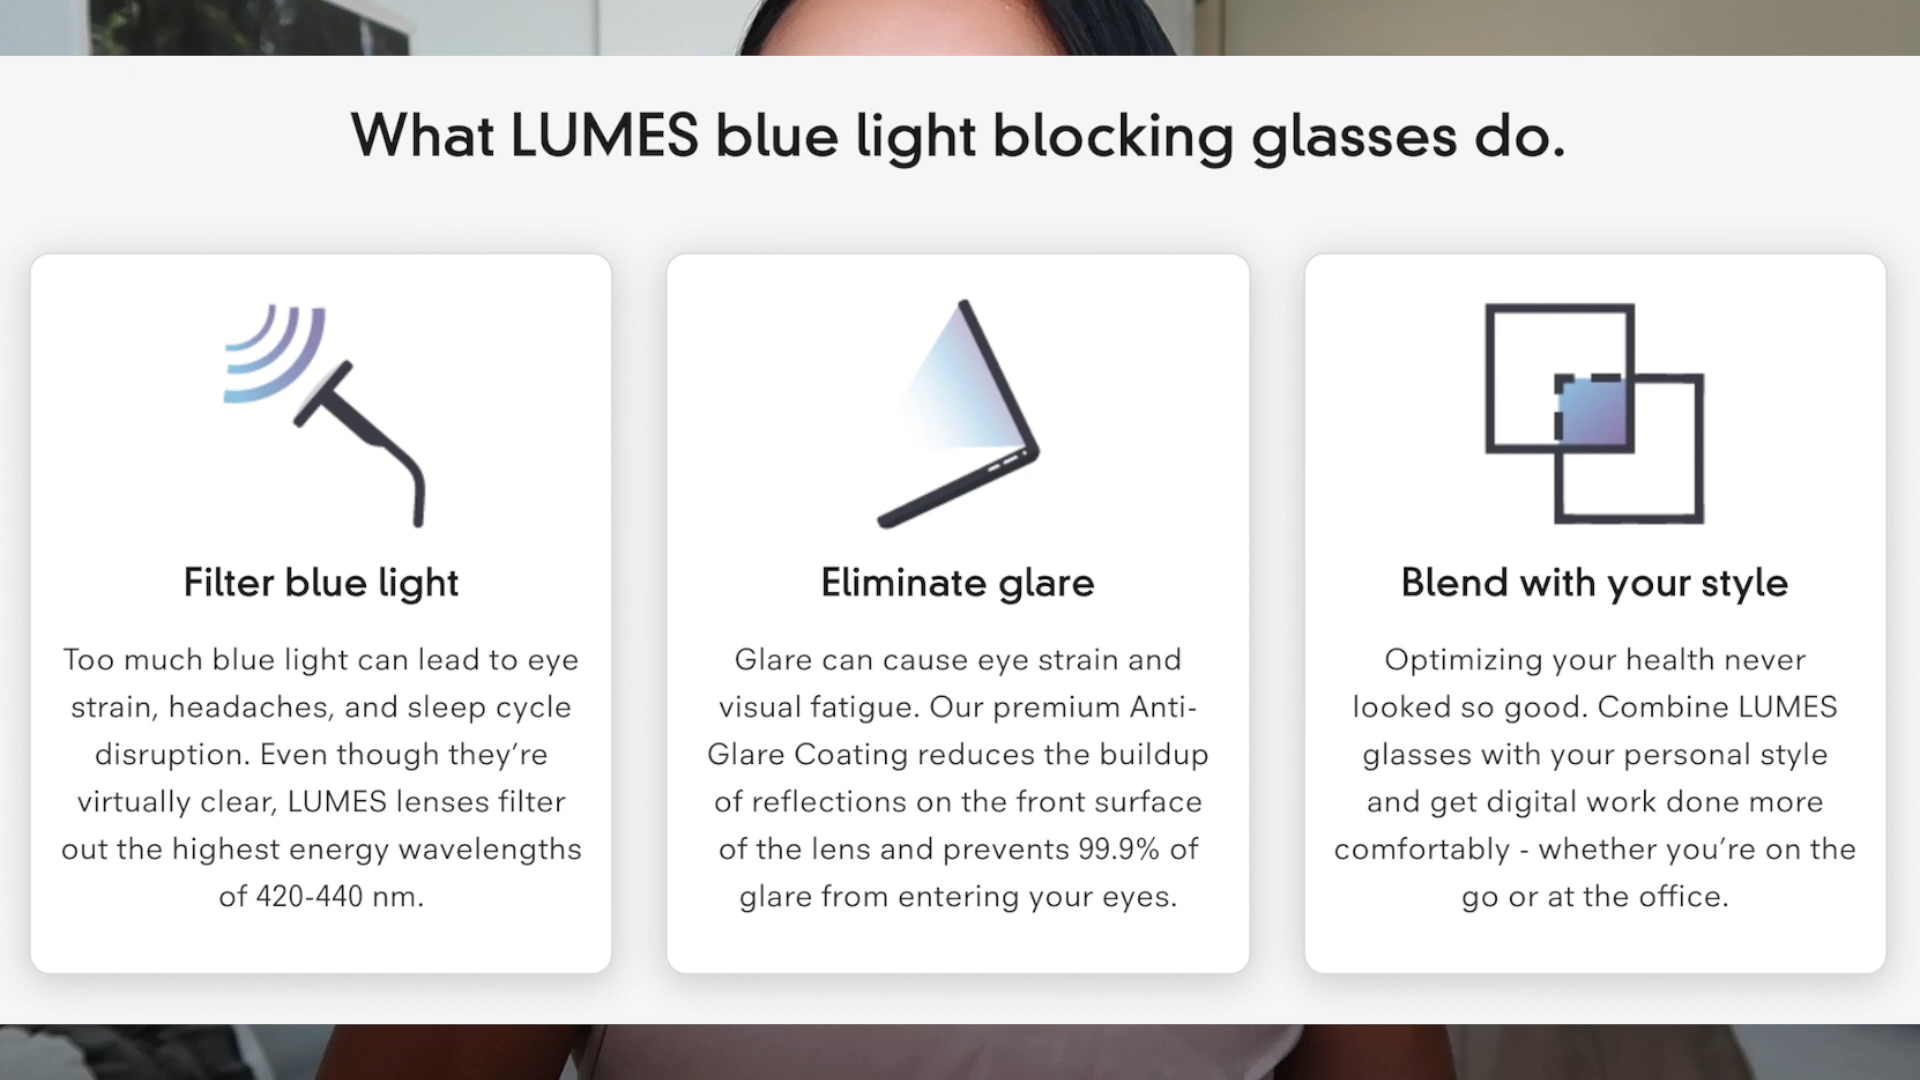 What LUMES blue light blocking glasses do.
Filter blue light
Too much blue light can lead to eye
strain, headaches, and sleep cycle
disruption. Even though they’re
virtually clear, LUMES lenses filter
out the highest energy wavelengths
of 420-440 nm.
Eliminate glare
Glare can cause eye strain and
visual fatigue. Our premium Anti-
Glare Coating reduces the buildup
of reflections on the front surface
of the lens and prevents 99.9% of
glare from entering your eyes.
Blend with your style
Optimizing your health never
looked so good. Combine LUMES
glasses with your personal style
and get digital work done more
comfortably - whether you’re on the
go or at the office.